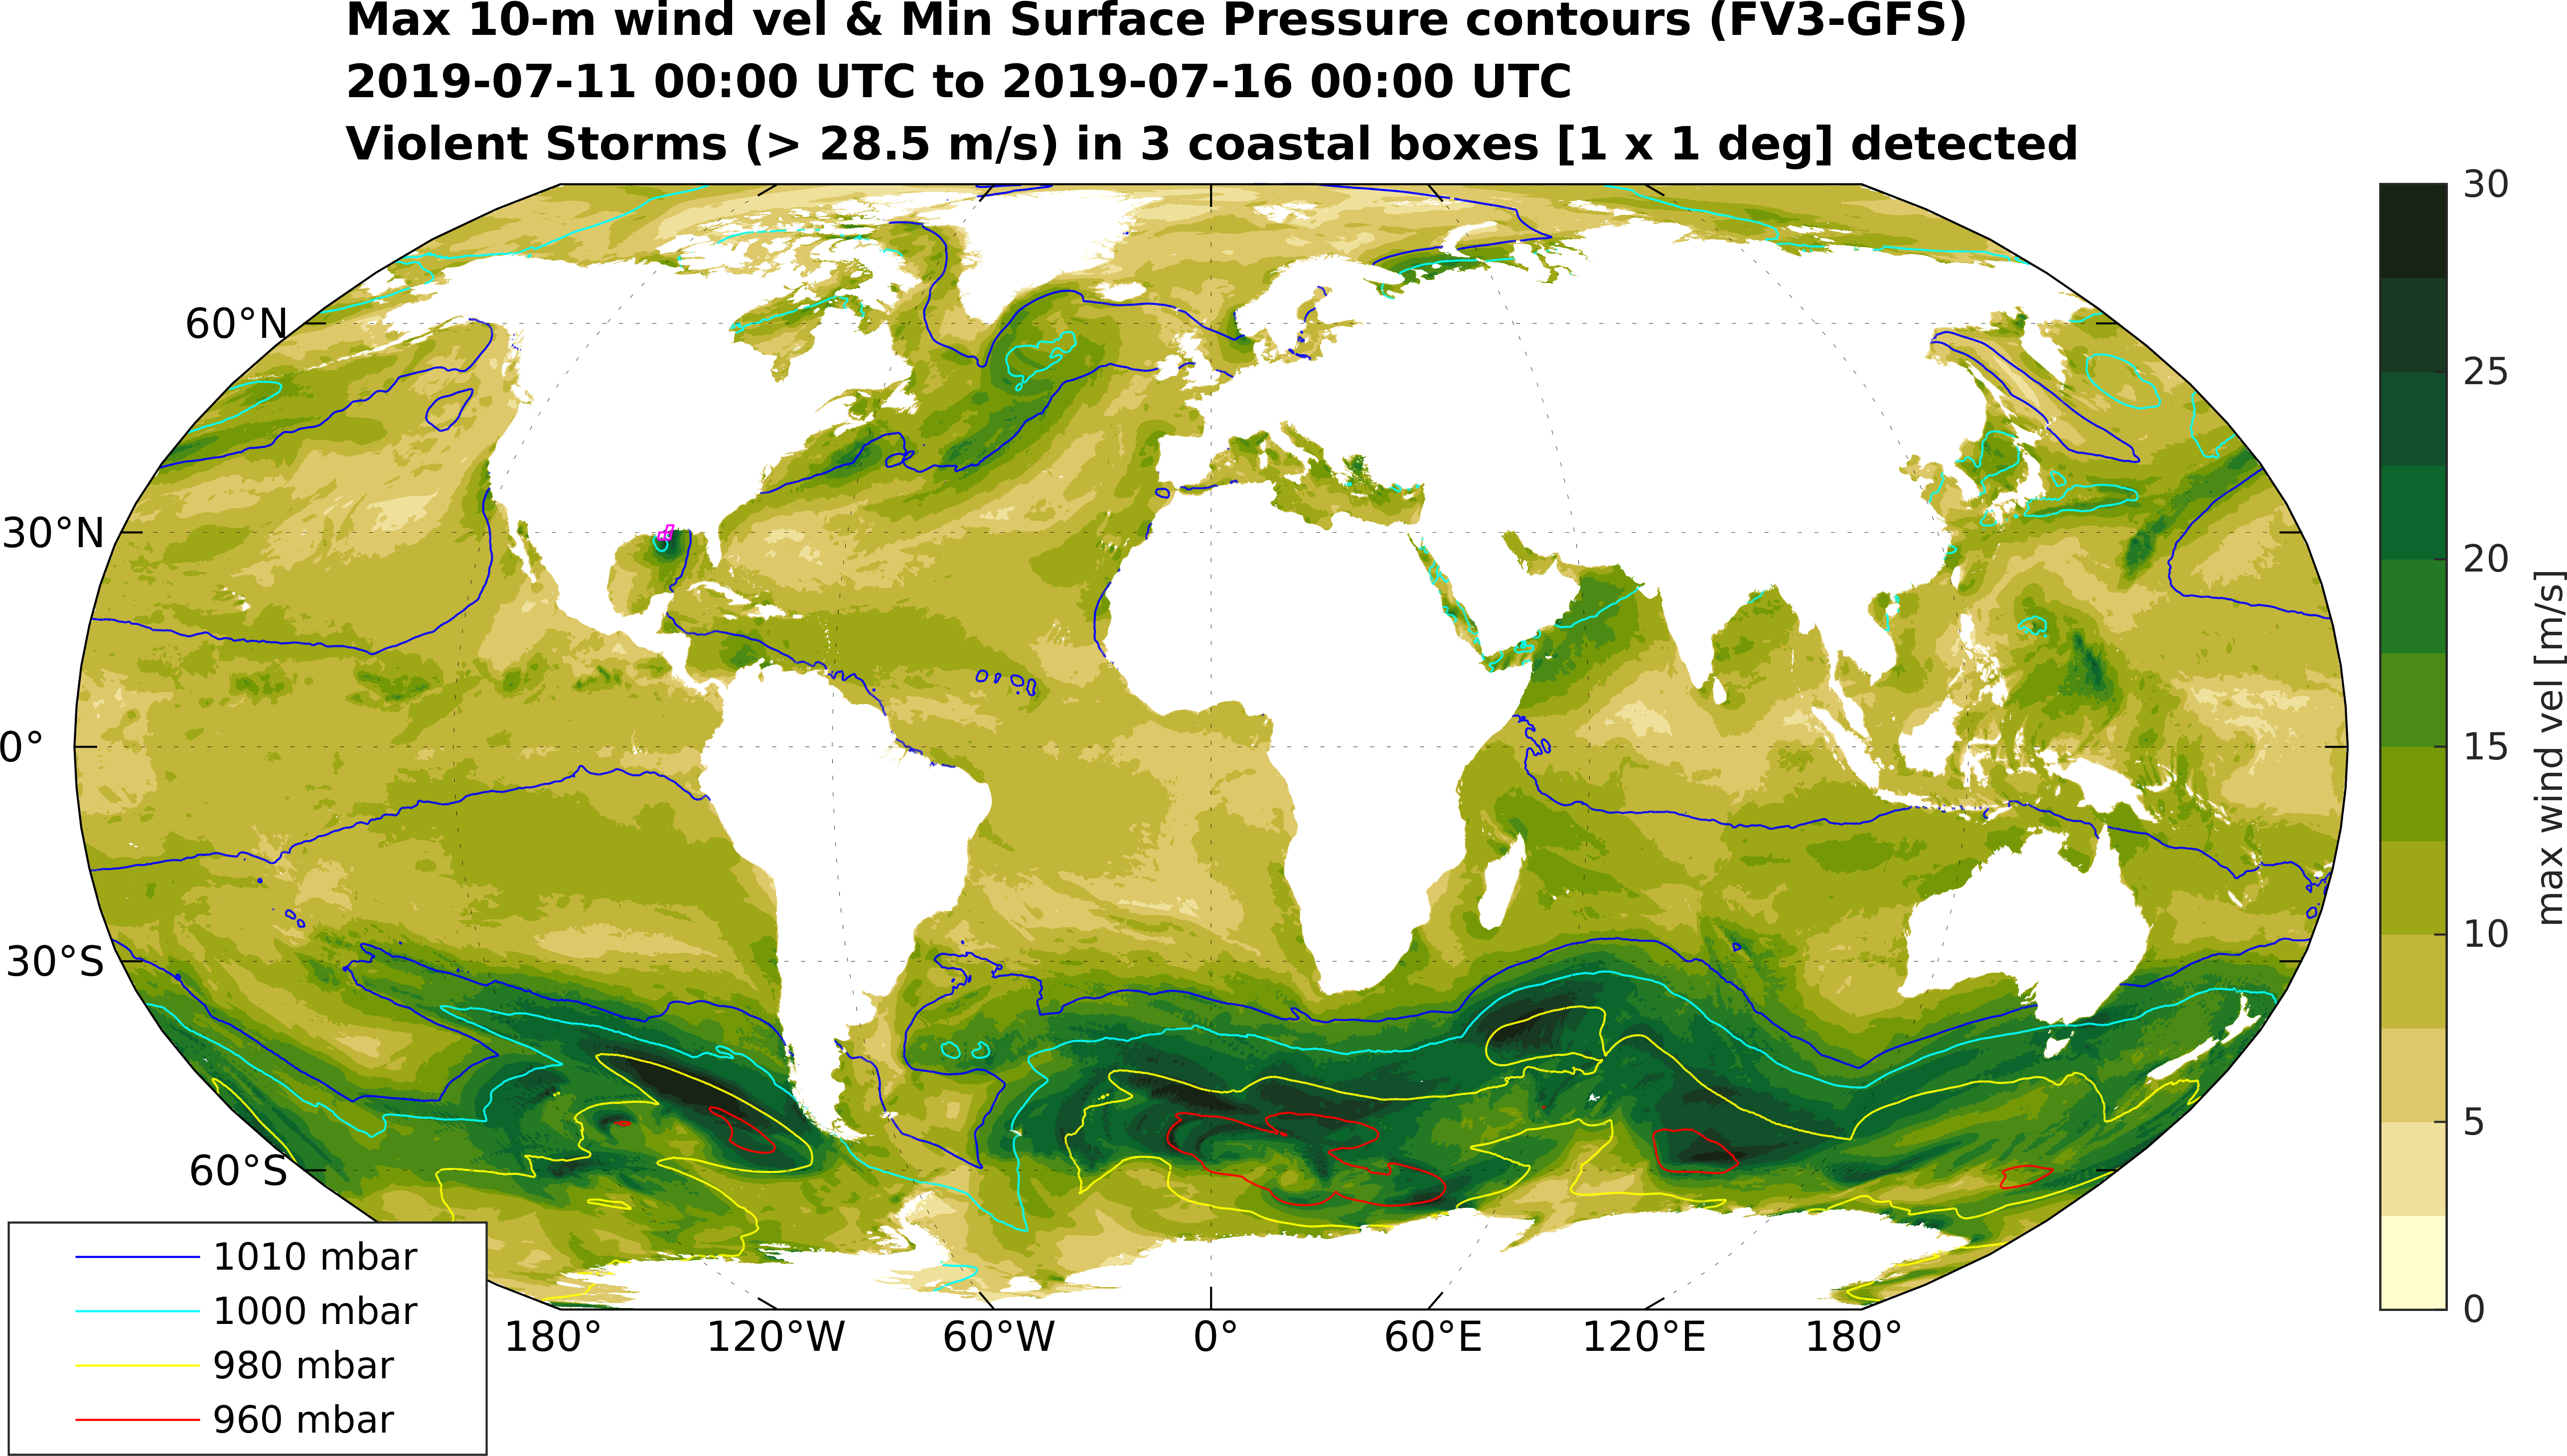 Max 10-m wind vel & Min Surface Pressure contours (FV3-GFS)
2019-07-11 00:00 UTC to 2019-07-16 00:00 UTC
Violent Storms (> 28.5 m/s) in 3 coastal boxes [1 x 1 deg] detected
60°N
30°N
0°
30°S
60°S
180°
120°W
60°W
0°
60°E
120°E
180°
1010 mbar
1000 mbar
980 mbar
960 mbar
30
25
20
15
10
5
0
max wind vel [m/s]